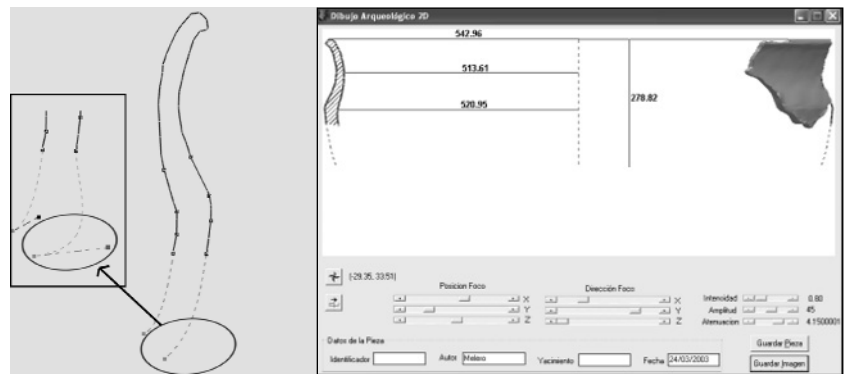 Dibujo Arqueológico 2D
542.96
513.61
520.95
278.82
(-29.35, 33.51)
Posicion Foco
Dirección Foco
X
X
Intensidad
0.80
Y
Y
Amplitud
45
Z
Z
Atenuacion
4.1500001
Datos de la Pieza
Guardar Pieza
Identificador
Autor
Melero
Yacimiento
Fecha
24/03/2003
Guardar Imagen